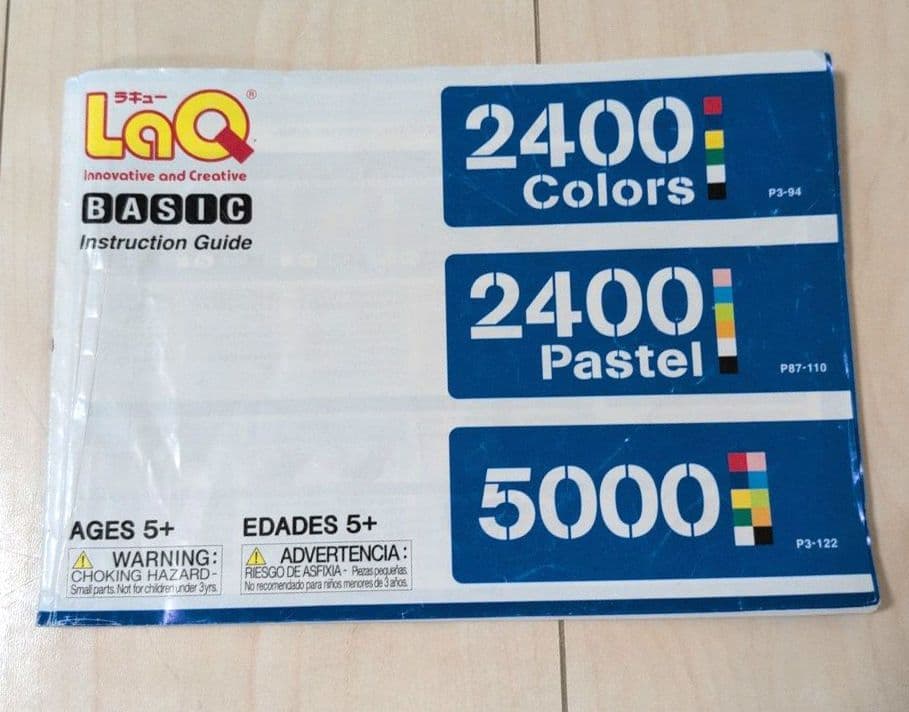 ラキュー
LaQ®
Innovative and Creative
BASIC
Instruction Guide
2400
Colors
P3-94
2400
Pastel
P87-110
5000
P3-122
AGES 5+
WARNING:
CHOKING HAZARD-
Small parts. Not for children under 3yrs.
EDADES 5+
ADVERTENCIA:
RIESGO DE ASFIXIA- Piezas pequeñas.
No recomendado para niños menores de 3 años.